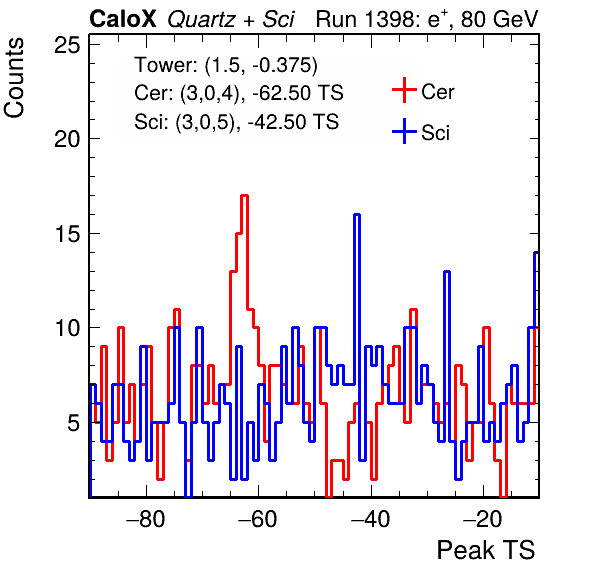 CaloX Quartz + Sci Run 1398: e+, 80 GeV
Counts
25
20
15
10
5
Tower: (1.5, -0.375)
Cer: (3,0,4), -62.50 TS
Sci: (3,0,5), -42.50 TS
Cer
Sci
−80 −60 −40 −20
Peak TS